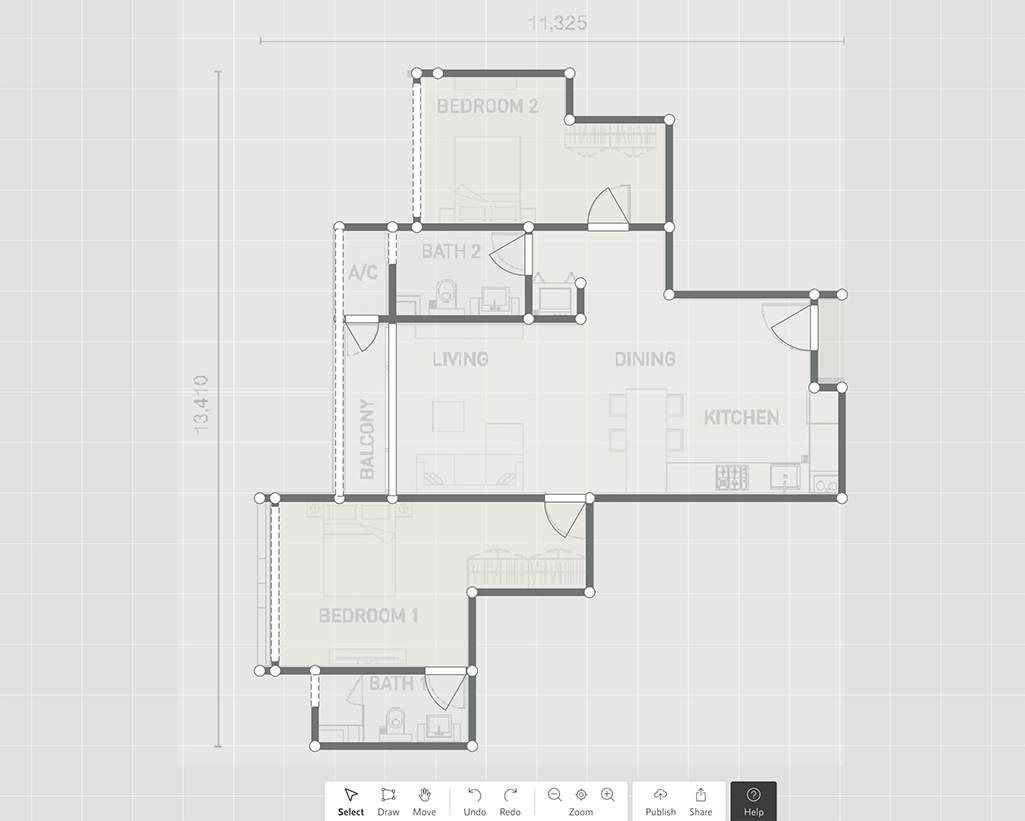 11,325
BEDROOM 2
BATH 2
A/C
LIVING
DINING
13,410
BALCONY
KITCHEN
BEDROOM 1
BATH 1
Select
Draw
Move
Undo
Redo
Zoom
Publish
Share
Help